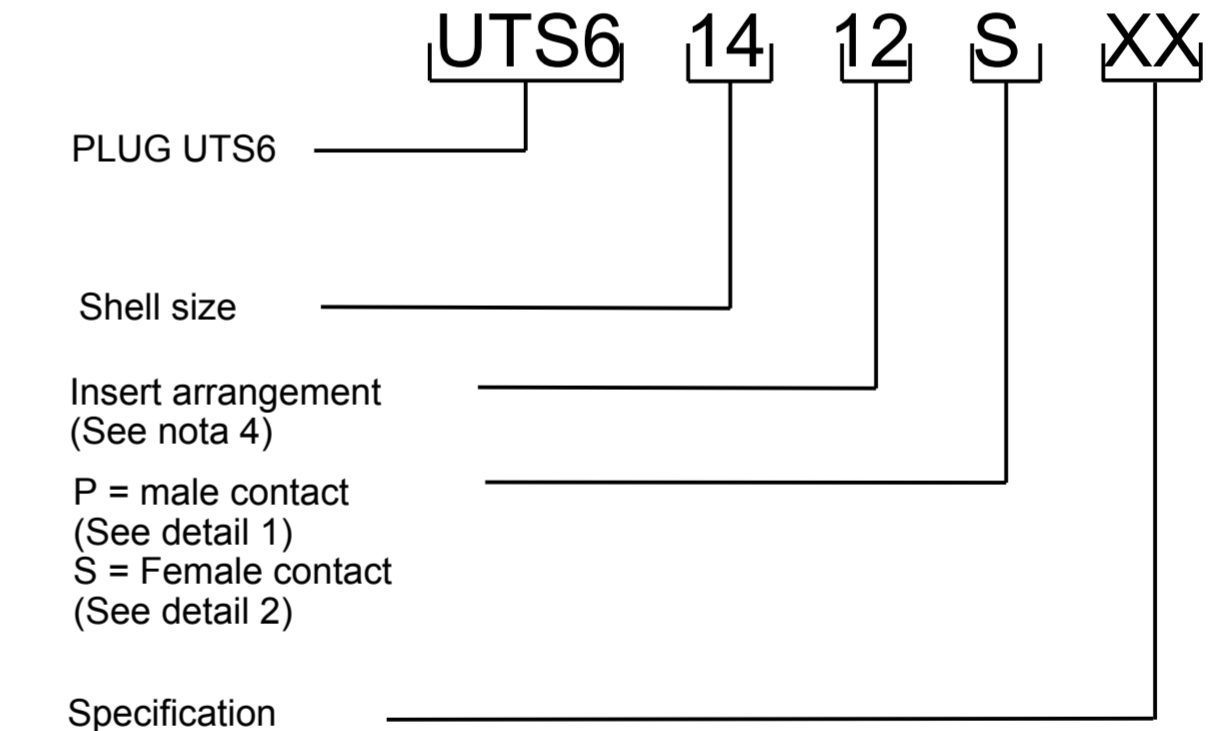 UTS6 14 12 S XX
PLUG UTS6
Shell size
Insert arrangement
(See nota 4)
P = male contact
(See detail 1)
S = Female contact
(See detail 2)
Specification